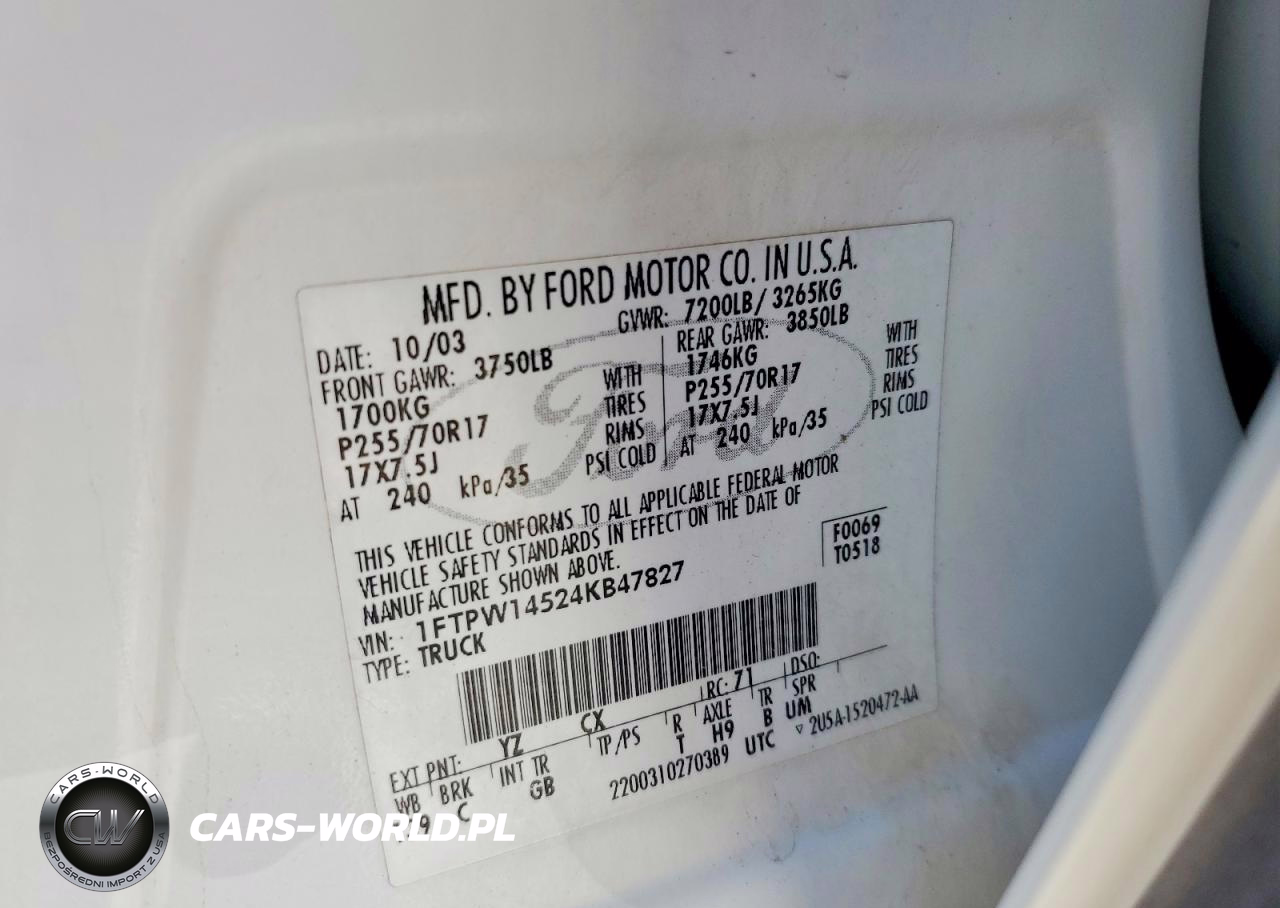 MFD. BY FORD MOTOR CO. IN U.S.A.
DATE: 10/03 GVWR: 7200LB/ 3265KG
FRONT GAWR: 3750LB REAR GAWR: 3850LB
1700KG WITH 1746KG WITH
P255/70R17 TIRES P255/70R17 TIRES
17X7.5J RIMS 17X7.5J RIMS
AT 240 kPa/35 PSI COLD AT 240 kPa/35 PSI COLD
Ford
THIS VEHICLE CONFORMS TO ALL APPLICABLE FEDERAL MOTOR
VEHICLE SAFETY STANDARDS IN EFFECT ON THE DATE OF
MANUFACTURE SHOWN ABOVE.
F0069
T0518
VIN: 1FTPW14524KB47827
TYPE: TRUCK
EXT PNT: YZ CX RC: 71 DSO:
WB BRK INT TR TP/PS R AXLE TR SPR
C GB T H9 B UM
2200310270389 UTC ▽ 2U5A-1520472-AA
CARS-WORLD
CW
BEZPOŚREDNI IMPORT Z USA
CARS-WORLD.PL